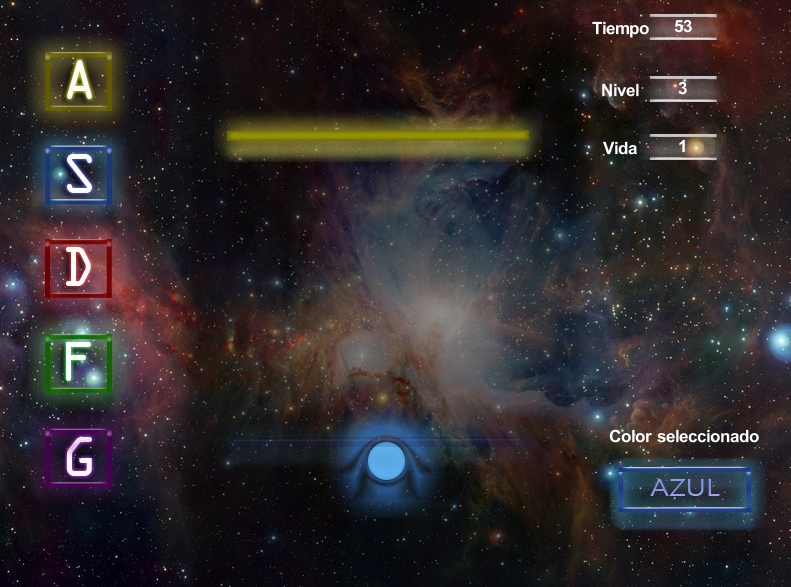 Tiempo 53
A
Nivel 3
Vida 1
S
D
F
Color seleccionado
G
AZUL